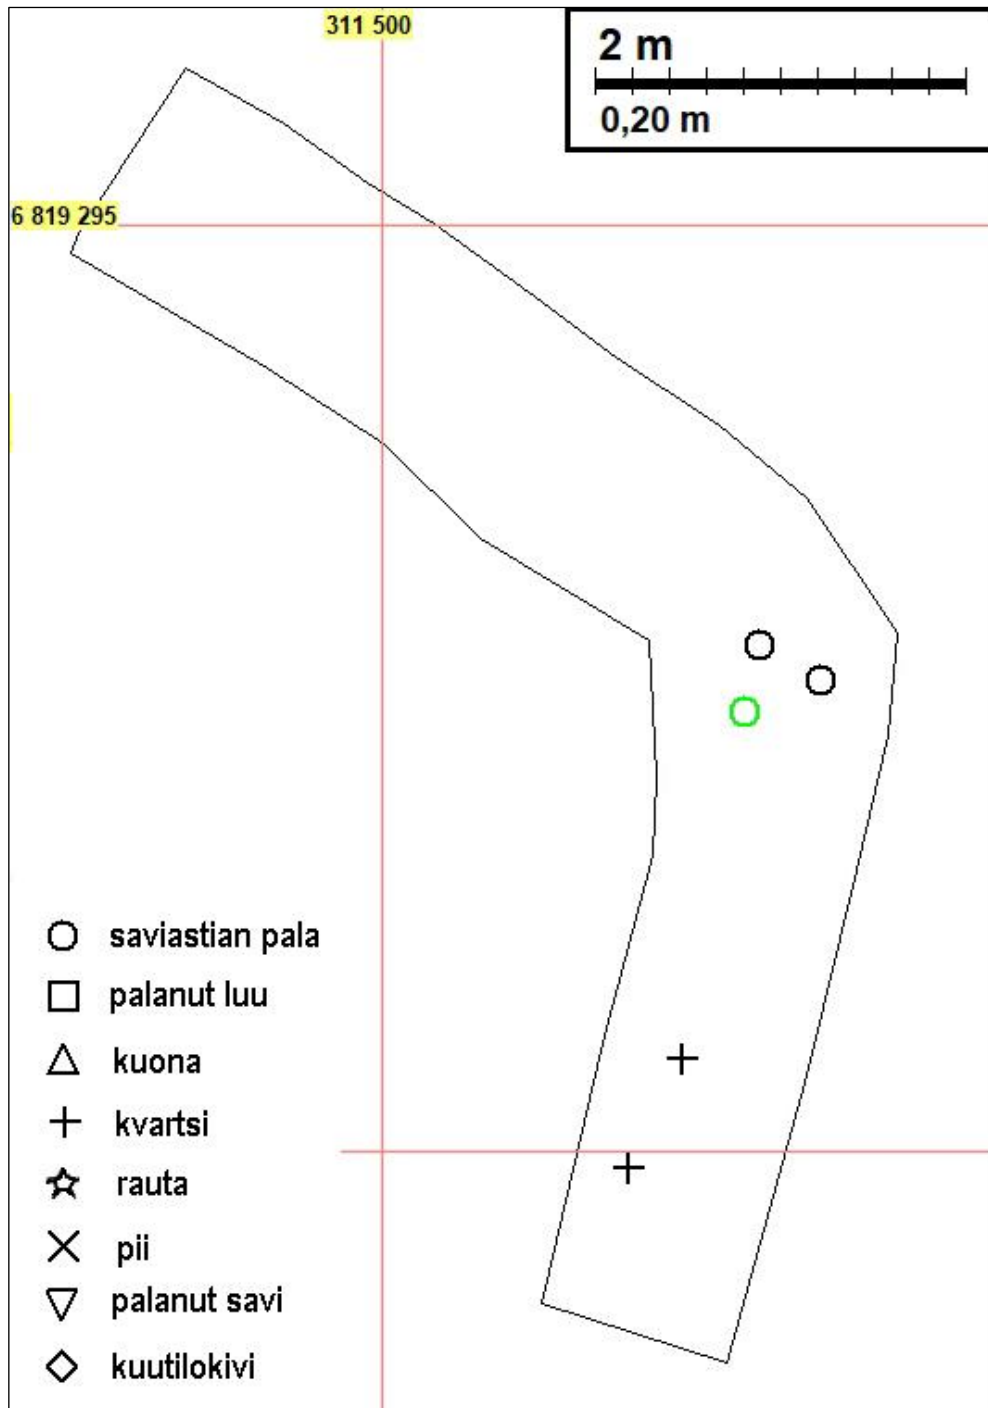 311 500
2 m
0,20 m
6 819 295
saviastian pala
palanut luu
kuona
kvartsi
rauta
pii
palanut savi
kuutilokivi